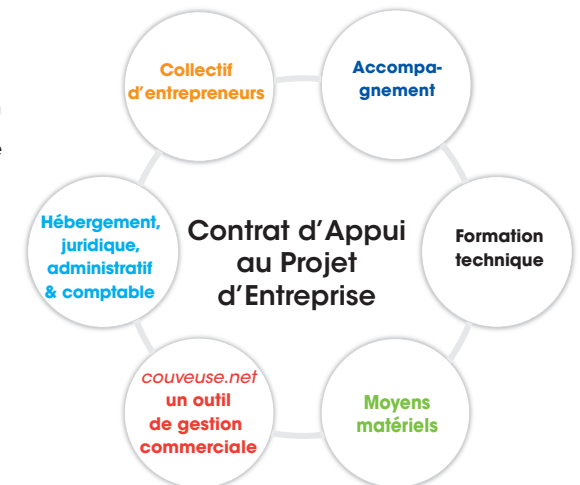 Collectif
d'entrepreneurs
Accompa-
gnement
Hébergement,
juridique,
administratif
& comptable
Contrat d'Appui
au Projet
d'Entreprise
Formation
technique
couveuse.net
un outil
de gestion
commerciale
Moyens
matériels